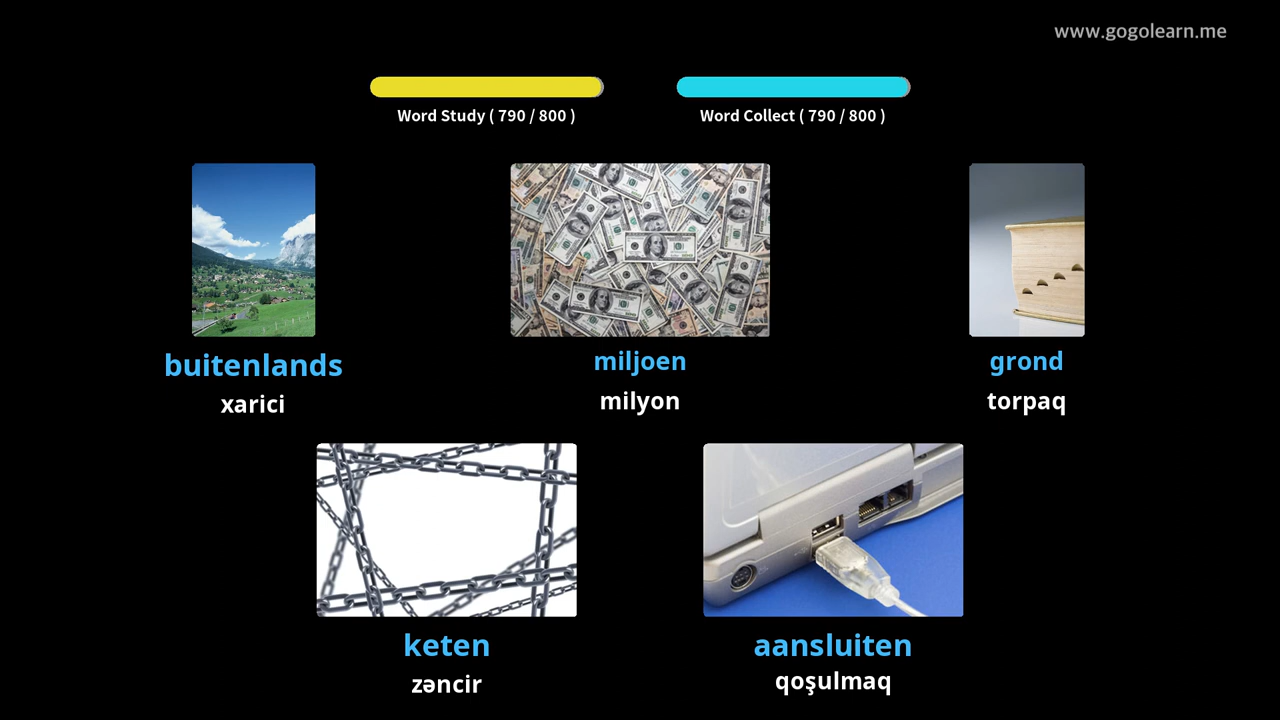 www.gogolearn.me
Word Study ( 790 / 800 )
Word Collect ( 790 / 800 )
buitenlands
xarici
miljoen
milyon
grond
torpaq
keten
zəncir
aansluiten
qoşulmaq